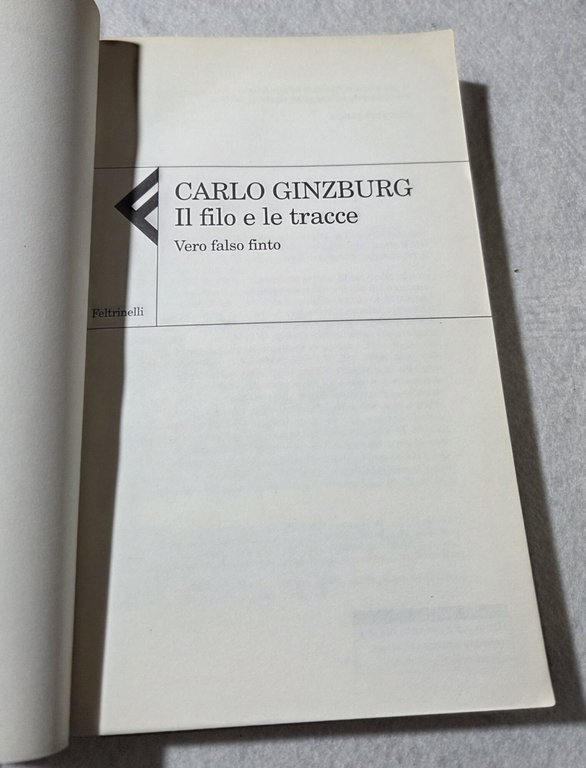 CARLO GINZBURG
Il filo e le tracce
Vero falso finto
Feltrinelli